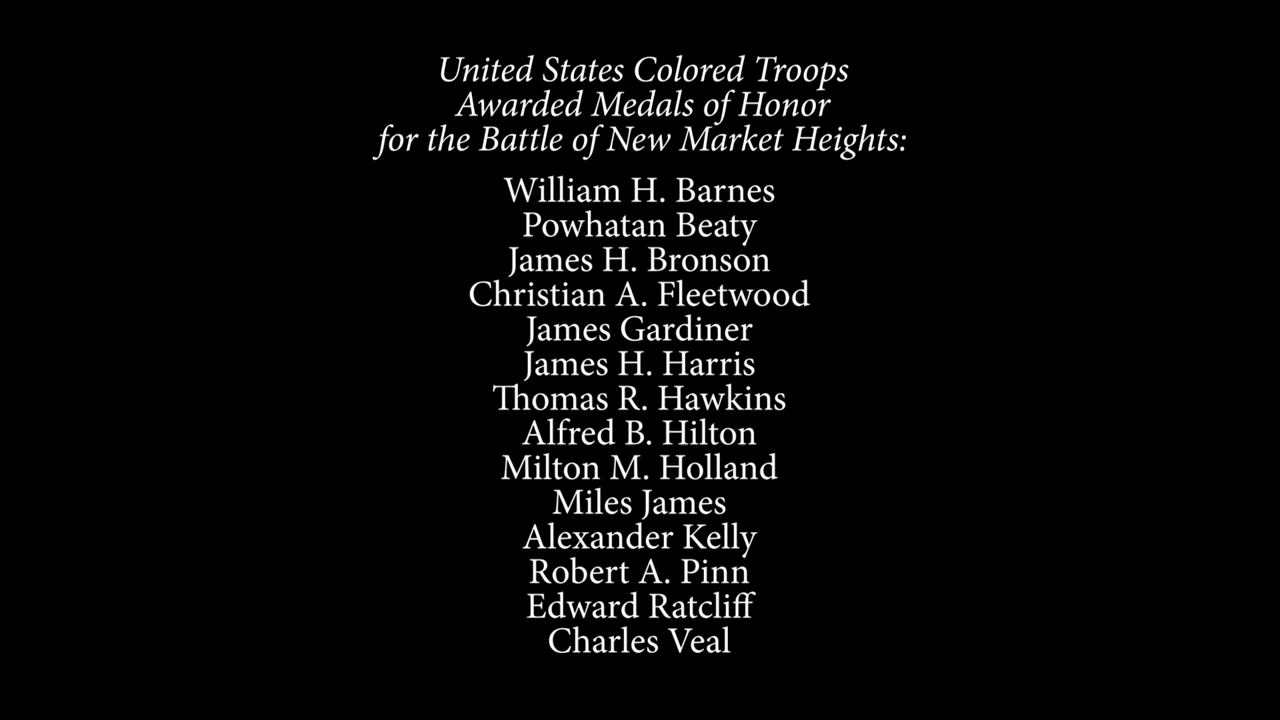 United States Colored Troops
Awarded Medals of Honor
for the Battle of New Market Heights:
William H. Barnes
Powhatan Beaty
James H. Bronson
Christian A. Fleetwood
James Gardiner
James H. Harris
Thomas R. Hawkins
Alfred B. Hilton
Milton M. Holland
Miles James
Alexander Kelly
Robert A. Pinn
Edward Ratcliff
Charles Veal